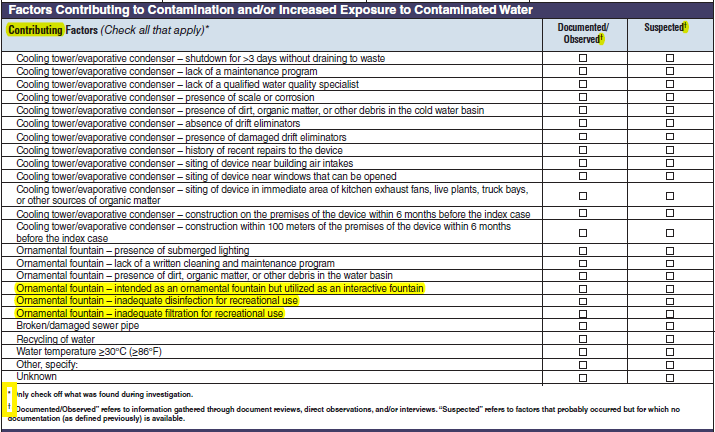 Factors Contributing to Contamination and/or Increased Exposure to Contaminated Water
Contributing Factors (Check all that apply)*
Documented/
Observed†
Suspected†
Cooling tower/evaporative condenser – shutdown for >3 days without draining to waste
Cooling tower/evaporative condenser – lack of a maintenance program
Cooling tower/evaporative condenser – lack of a qualified water quality specialist
Cooling tower/evaporative condenser – presence of scale or corrosion
Cooling tower/evaporative condenser – presence of dirt, organic matter, or other debris in the cold water basin
Cooling tower/evaporative condenser – absence of drift eliminators
Cooling tower/evaporative condenser – presence of damaged drift eliminators
Cooling tower/evaporative condenser – history of recent repairs to the device
Cooling tower/evaporative condenser – siting of device near building air intakes
Cooling tower/evaporative condenser – siting of device near windows that can be opened
Cooling tower/evaporative condenser – siting of device in immediate area of kitchen exhaust fans, live plants, truck bays,
or other sources of organic matter
Cooling tower/evaporative condenser – construction on the premises of the device within 6 months before the index case
Cooling tower/evaporative condenser – construction within 100 meters of the premises of the device within 6 months
before the index case
Ornamental fountain – presence of submerged lighting
Ornamental fountain – lack of a written cleaning and maintenance program
Ornamental fountain – presence of dirt, organic matter, or other debris in the water basin
Ornamental fountain – intended as an ornamental fountain but utilized as an interactive fountain
Ornamental fountain – inadequate disinfection for recreational use
Ornamental fountain – inadequate filtration for recreational use
Broken/damaged sewer pipe
Recycling of water
Water temperature ≥30°C (≥86°F)
Other, specify:
Unknown
* Only check off what was found during investigation.
† "Documented/Observed" refers to information gathered through document reviews, direct observations, and/or interviews. "Suspected" refers to factors that probably occurred but for which no
documentation (as defined previously) is available.